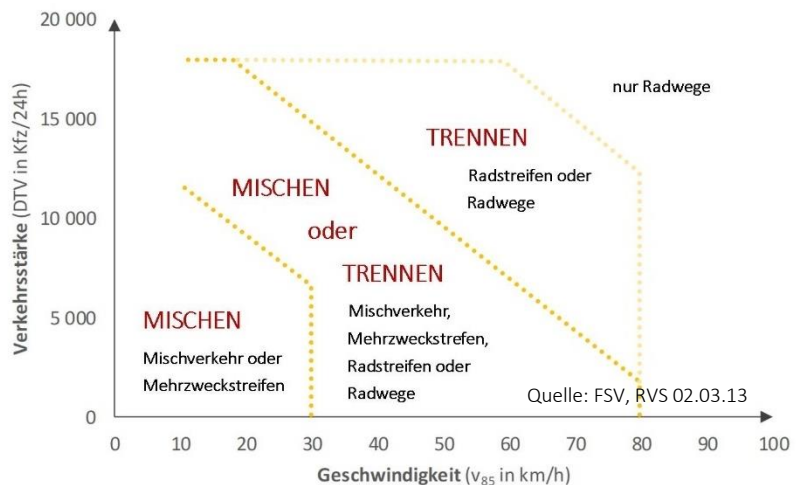 20 000
15 000
10 000
5 000
0
Verkehrsstärke (DTV in Kfz/24h)
nur Radwege
TRENNEN
Radstreifen oder
Radwege
MISCHEN
oder
TRENNEN
Mischverkehr,
Mehrzweckstrefen,
Radstreifen oder
Radwege
MISCHEN
Mischverkehr oder
Mehrzweckstreifen
Quelle: FSV, RVS 02.03.13
0 10 20 30 40 50 60 70 80 90 100
Geschwindigkeit (v85 in km/h)